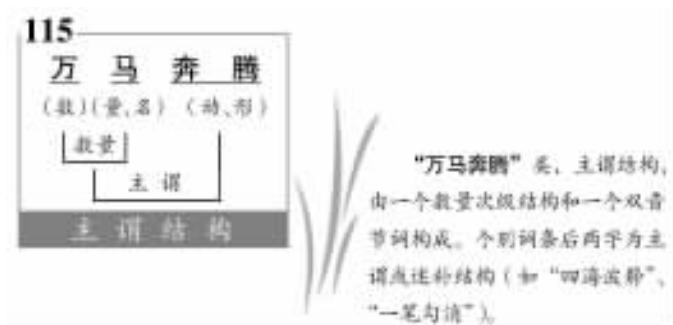 115
万 马 奔 腾
(数)(量,名) (动、形)
数量
主 谓
主 谓 结 构
“万马奔腾”类,主谓结构,
由一个数量次级结构和一个双音
节词构成。个别词条后两字为主
谓或述补结构(如“四海波静”、
“一笔勾消”)。